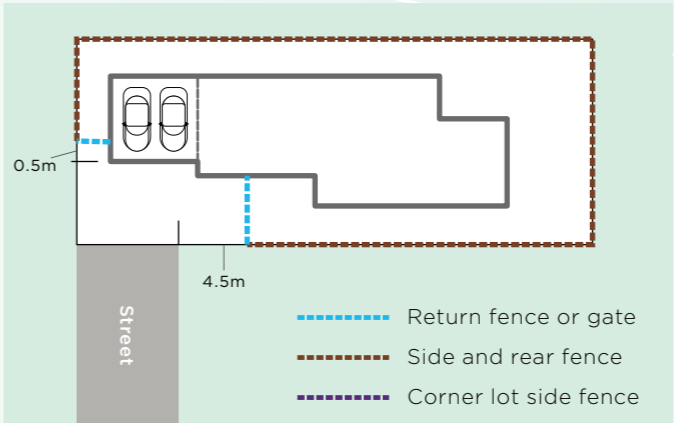 0.5m
4.5m
Street
Return fence or gate
Side and rear fence
Corner lot side fence